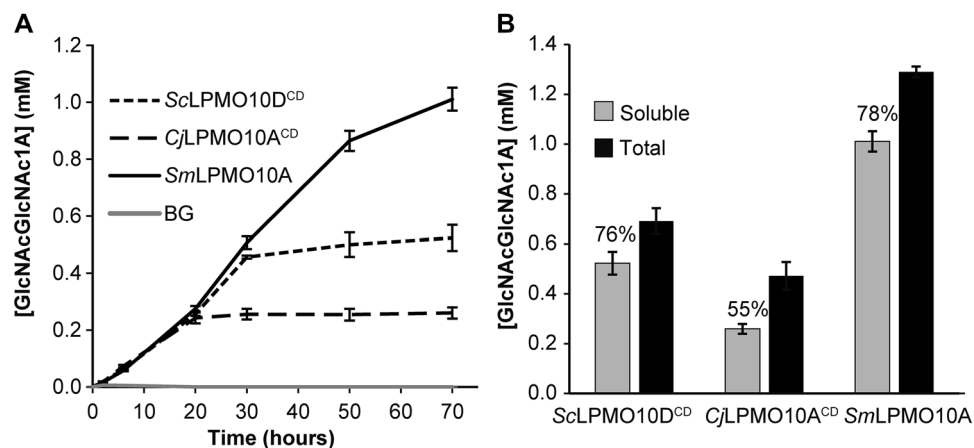 A
[GlcNAcGlcNAc1A] (mM)
1.2
1.0
0.8
0.6
0.4
0.2
0.0
ScLPMO10Dᶜᴰ
CjLPMO10Aᶜᴰ
SmLPMO10A
BG
0 10 20 30 40 50 60 70
Time (hours)
B
[GlcNAcGlcNAc1A] (mM)
1.4
1.2
1.0
0.8
0.6
0.4
0.2
0.0
Soluble
Total
76%
55%
78%
ScLPMO10Dᶜᴰ CjLPMO10Aᶜᴰ SmLPMO10A